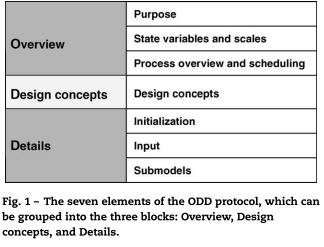 Overview
Purpose
State variables and scales
Process overview and scheduling
Design concepts
Design concepts
Details
Initialization
Input
Submodels
Fig. 1 – The seven elements of the ODD protocol, which can
be grouped into the three blocks: Overview, Design
concepts, and Details.